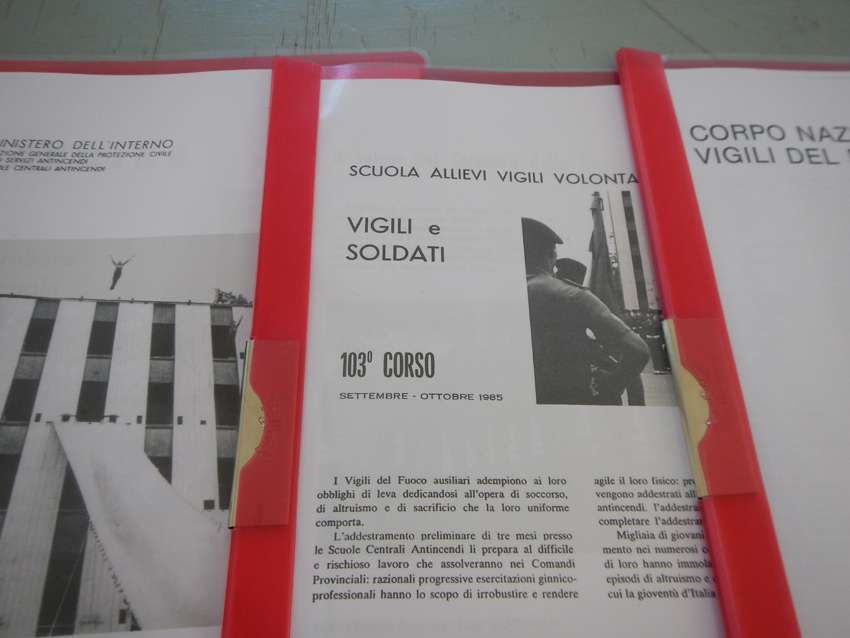 MINISTERO DELL'INTERNO
ZIONE GENERALE DELLA PROTEZIONE CIVILE
SERVIZI ANTINCENDI
LE CENTRALI ANTINCENDI
SCUOLA ALLIEVI VIGILI VOLONTA
VIGILI e
SOLDATI
103º CORSO
SETTEMBRE - OTTOBRE 1985
I Vigili del Fuoco ausiliari adempiono ai loro
obblighi di leva dedicandosi all'opera di soccorso,
di altruismo e di sacrificio che la loro uniforme
comporta.
L'addestramento preliminare di tre mesi presso
le Scuole Centrali Antincendi li prepara al difficile
e rischioso lavoro che assolveranno nei Comandi
Provinciali: razionali progressive esercitazioni ginnico-
professionali hanno lo scopo di irrobustire e rendere
agile il loro fisico: pr
vengono addestrati all
antincendi. l'addestra
completare l'addestra
Migliaia di giovani
mento nei numerosi c
di loro hanno immola
episodi di altruismo e
cui la gioventù d'Italia
CORPO NAZ
VIGILI DEL